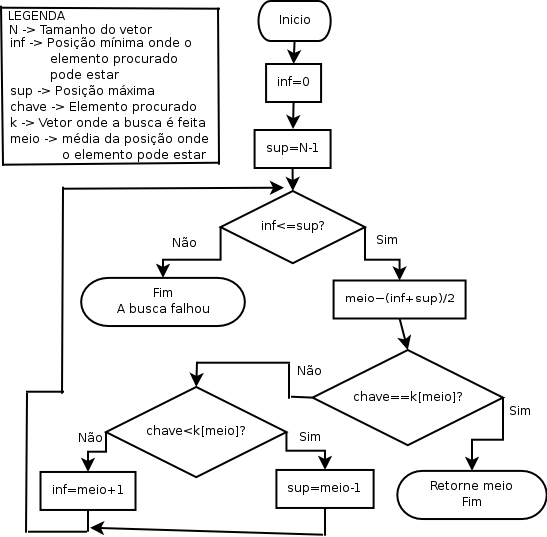 LEGENDA
N -> Tamanho do vetor
inf -> Posição mínima onde o
elemento procurado
pode estar
sup -> Posição máxima
chave -> Elemento procurado
k -> Vetor onde a busca é feita
meio -> média da posição onde
o elemento pode estar
Inicio
inf=0
sup=N-1
inf<=sup?
Não
Sim
Fim
A busca falhou
meio−(inf+sup)/2
Não
chave==k[meio]?
Sim
chave<k[meio]?
Não
Sim
inf=meio+1
sup=meio-1
Retorne meio
Fim